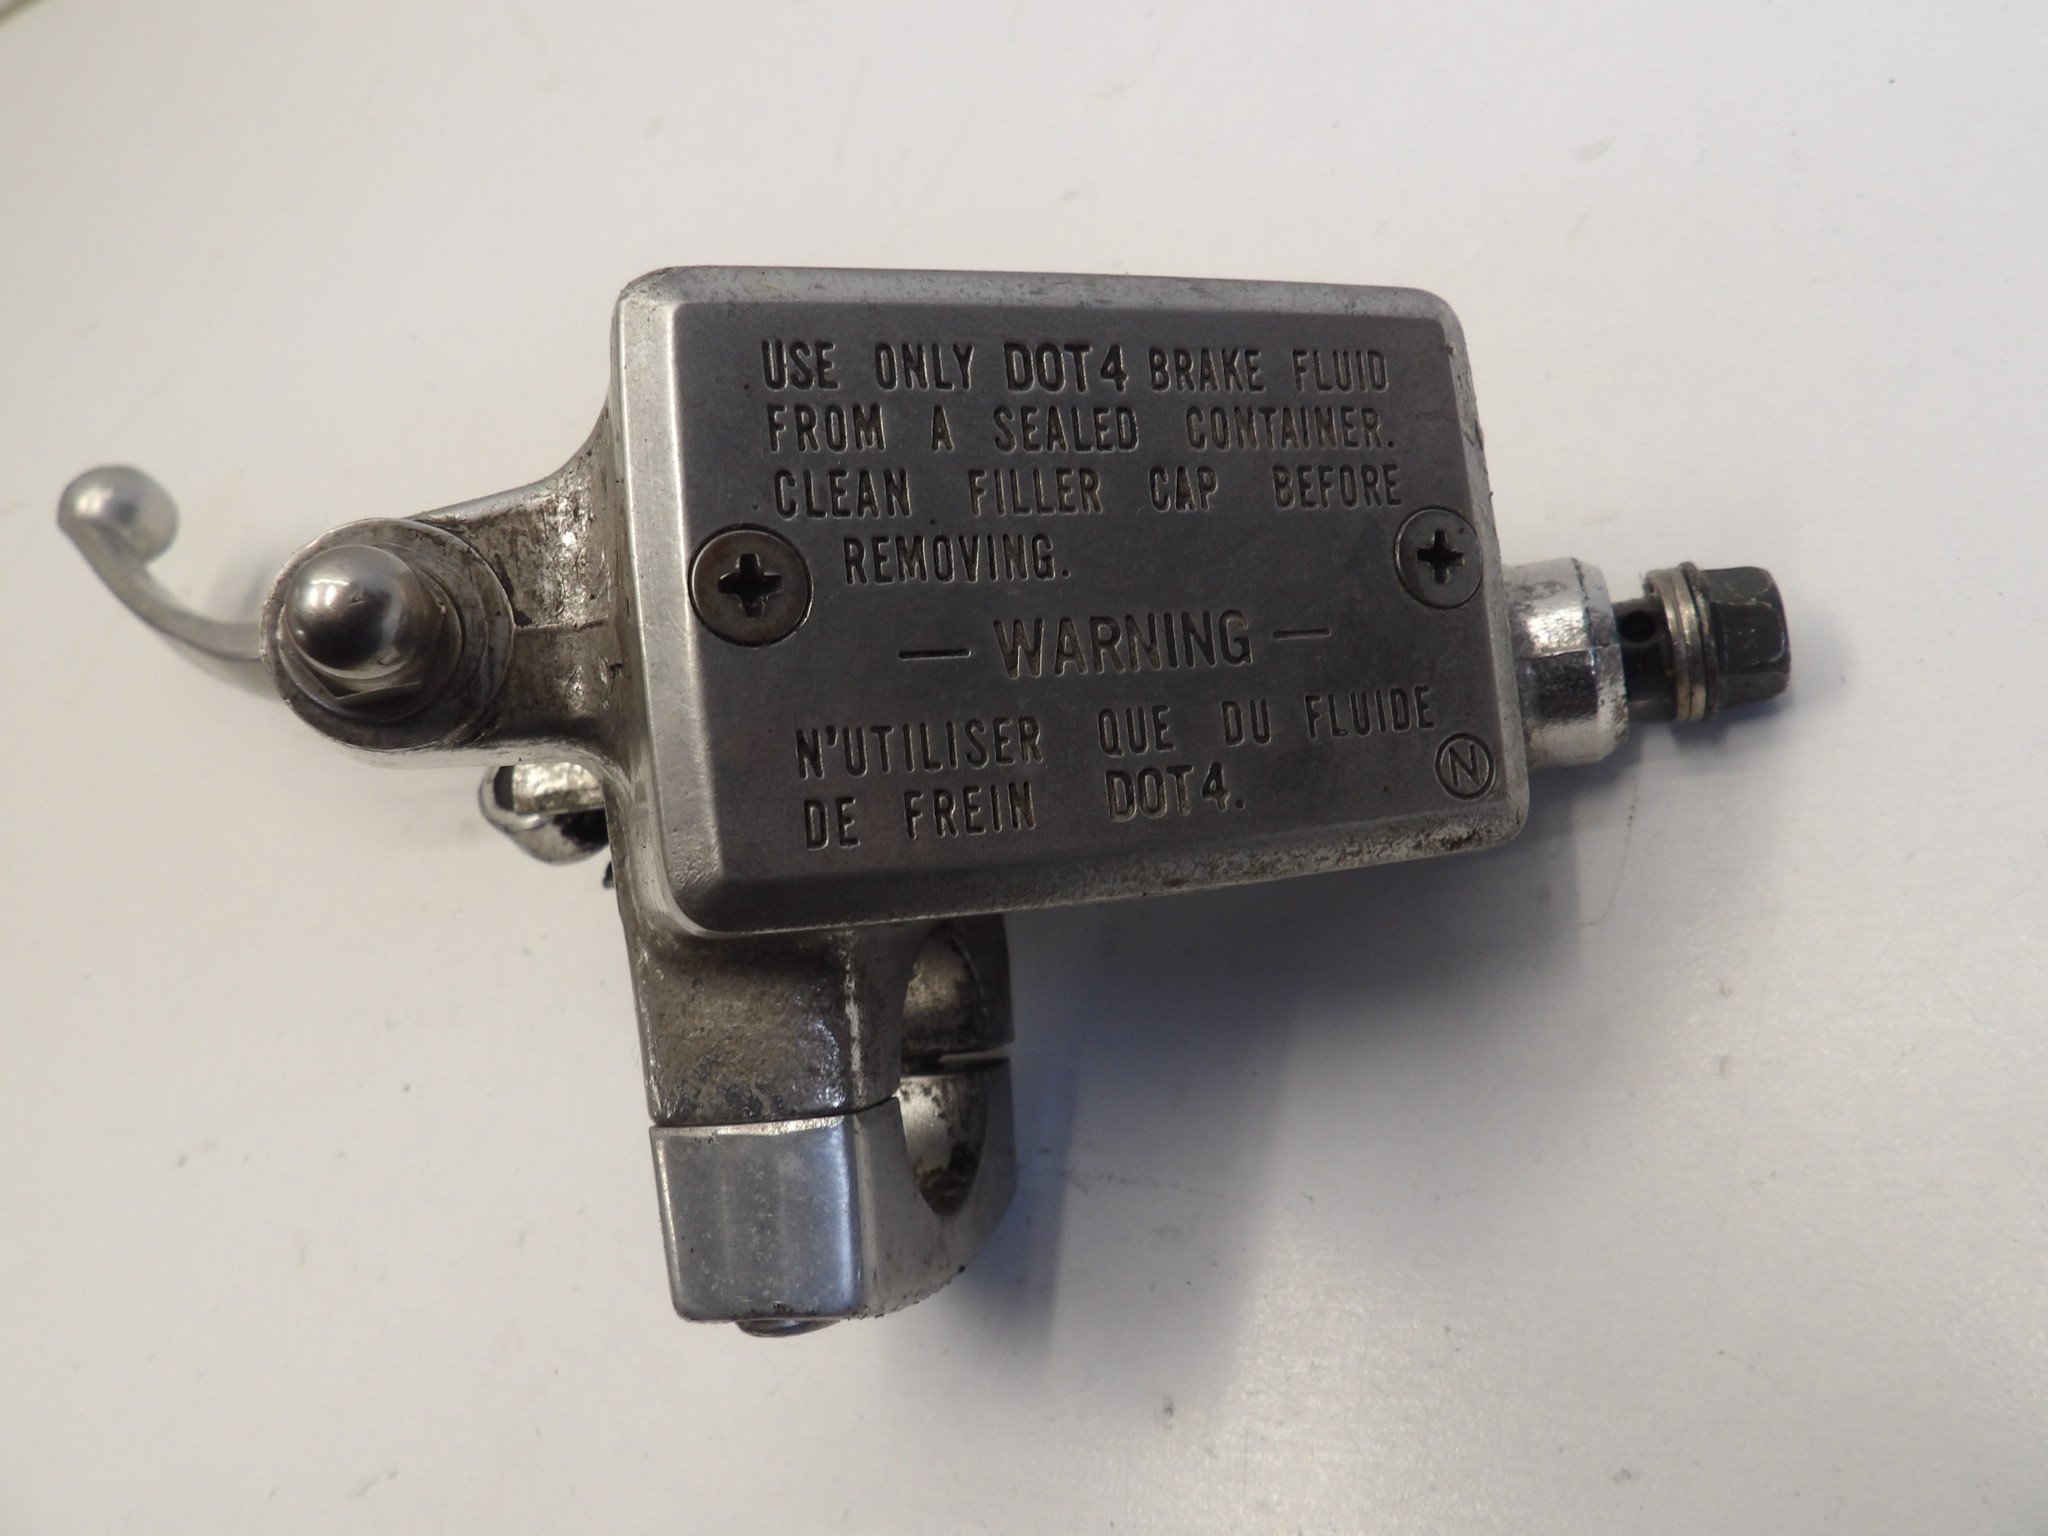 USE ONLY DOT4 BRAKE FLUID
FROM A SEALED CONTAINER.
CLEAN FILLER CAP BEFORE
REMOVING.
— WARNING —
N'UTILISER QUE DU FLUIDE
DE FREIN DOT4.
N